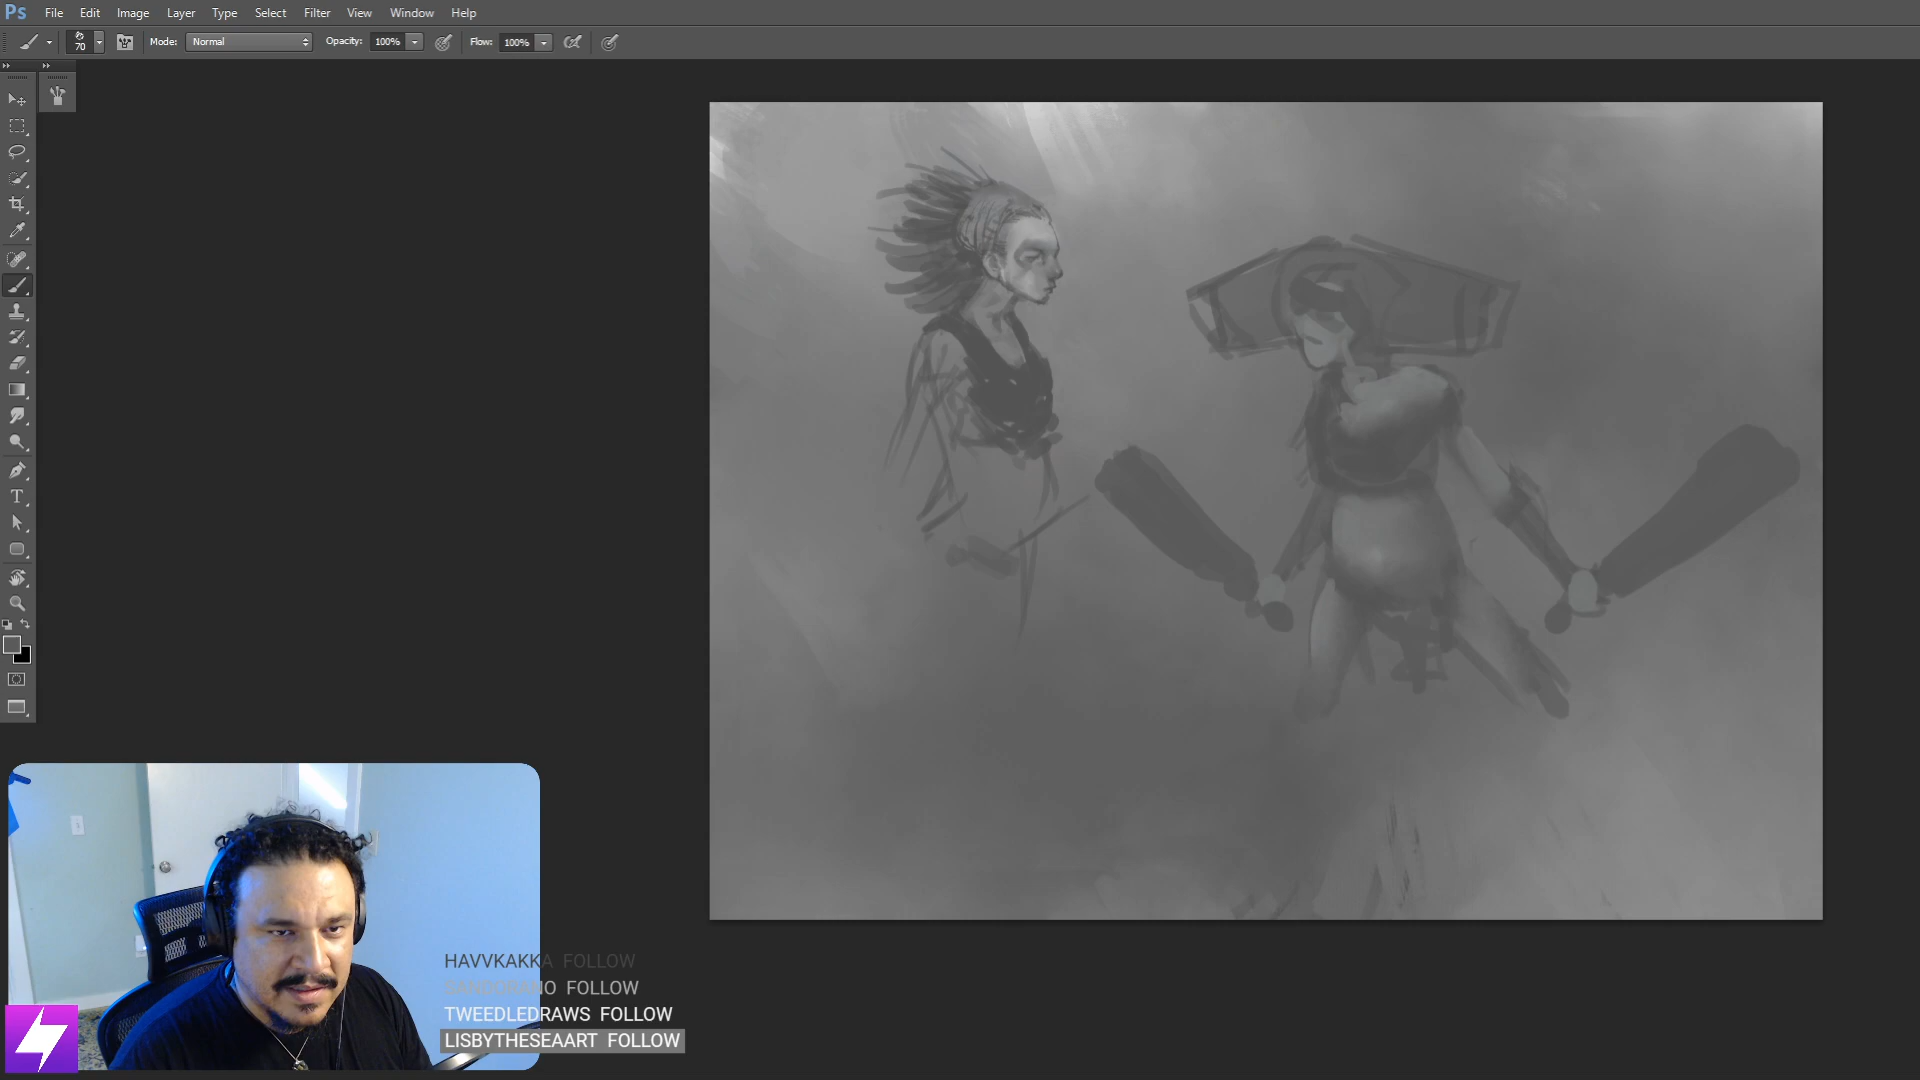 Ps File Edit Image Layer Type Select Filter View Window Help
70 Mode: Normal Opacity: 100% Flow: 100%
T
HAVVKAKKA FOLLOW
SANDORANO FOLLOW
TWEEDLEDRAWS FOLLOW
LISBYTHESEAART FOLLOW